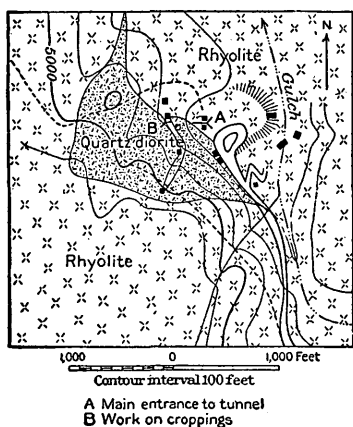 N
5000
Rhyolite
Gulch
A
B
Quartz diorite
Rhyolite
1,000 0 1,000 Feet
Contour interval 100 feet
A Main entrance to tunnel
B Work on croppings